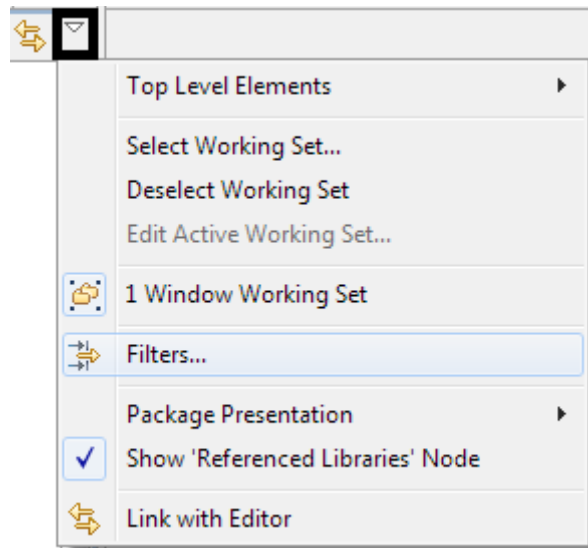 Top Level Elements
Select Working Set...
Deselect Working Set
Edit Active Working Set...
1 Window Working Set
Filters...
Package Presentation
Show 'Referenced Libraries' Node
Link with Editor